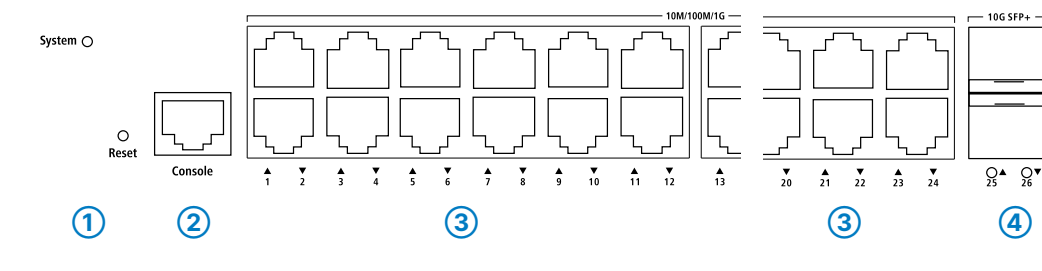 10M/100M/1G
10G SFP+
System
Reset
Console
1 2 3 4 5 6 7 8 9 10 11 12 13 20 21 22 23 24 25 26
1 2 3 3 4